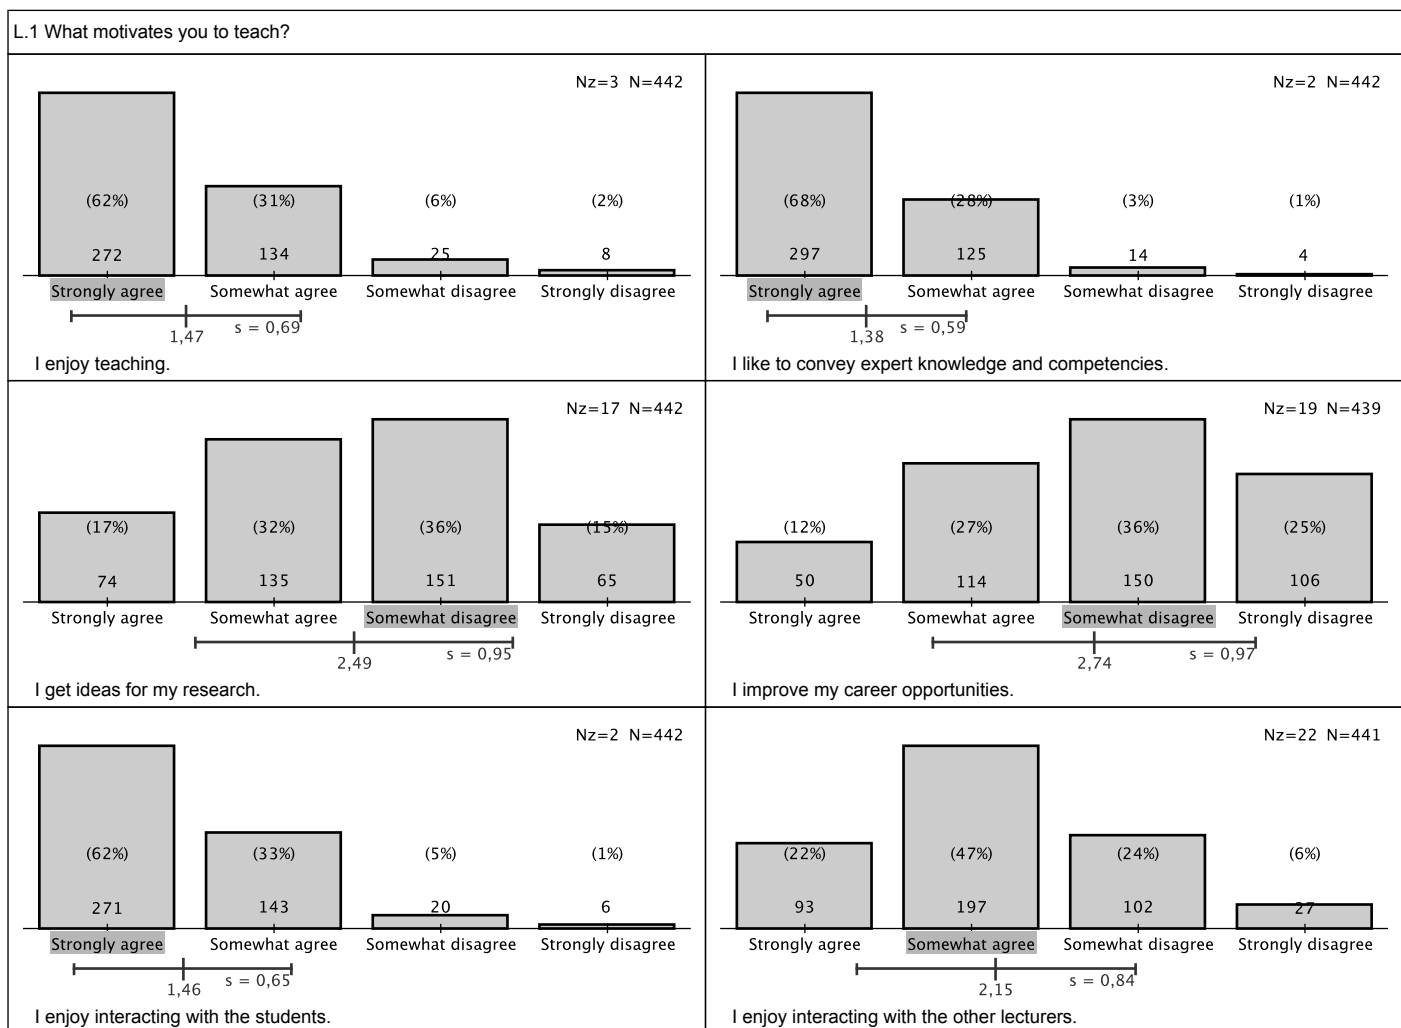 L.1 What motivates you to teach?
Nz=3 N=442
(62%) (31%) (6%) (2%)
272 134 25 8
Strongly agree Somewhat agree Somewhat disagree Strongly disagree
1,47 s = 0,69
I enjoy teaching.
Nz=2 N=442
(68%) (28%) (3%) (1%)
297 125 14 4
Strongly agree Somewhat agree Somewhat disagree Strongly disagree
1,38 s = 0,59
I like to convey expert knowledge and competencies.
Nz=17 N=442
(17%) (32%) (36%) (15%)
74 135 151 65
Strongly agree Somewhat agree Somewhat disagree Strongly disagree
2,49 s = 0,95
I get ideas for my research.
Nz=19 N=439
(12%) (27%) (36%) (25%)
50 114 150 106
Strongly agree Somewhat agree Somewhat disagree Strongly disagree
2,74 s = 0,97
I improve my career opportunities.
Nz=2 N=442
(62%) (33%) (5%) (1%)
271 143 20 6
Strongly agree Somewhat agree Somewhat disagree Strongly disagree
1,46 s = 0,65
I enjoy interacting with the students.
Nz=22 N=441
(22%) (47%) (24%) (6%)
93 197 102 27
Strongly agree Somewhat agree Somewhat disagree Strongly disagree
2,15 s = 0,84
I enjoy interacting with the other lecturers.